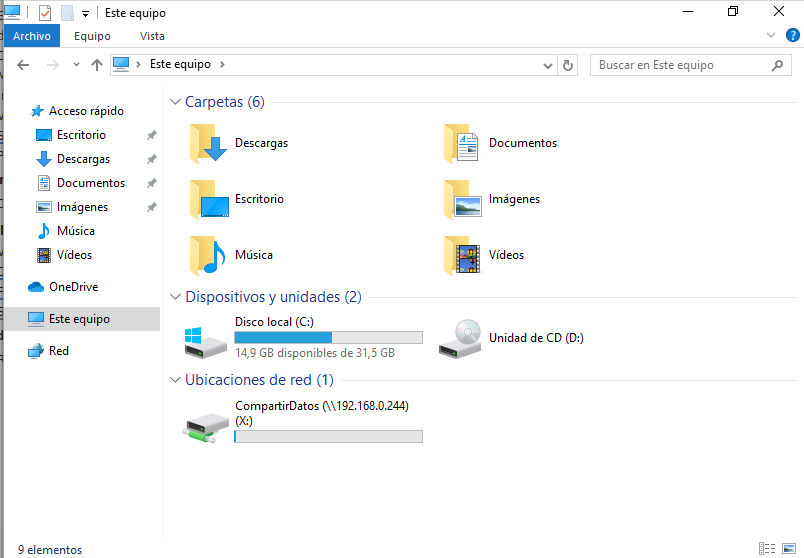 Este equipo
Archivo Equipo Vista
Este equipo
Buscar en Este equipo
Acceso rápido
Escritorio
Descargas
Documentos
Imágenes
Música
Vídeos
OneDrive
Este equipo
Red
Carpetas (6)
Descargas
Documentos
Escritorio
Imágenes
Música
Vídeos
Dispositivos y unidades (2)
Disco local (C:)
14,9 GB disponibles de 31,5 GB
Unidad de CD (D:)
Ubicaciones de red (1)
CompartirDatos (\\192.168.0.244)
(X:)
9 elementos